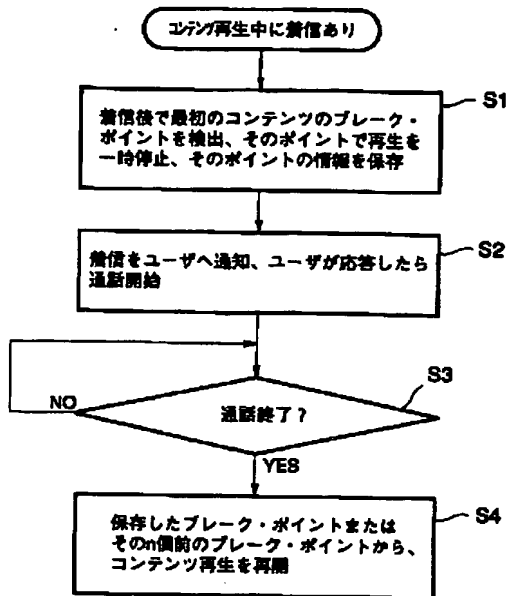 コンテンツ再生中に着信あり
S1
着信後で最初のコンテンツのブレーク・
ポイントを検出、そのポイントで再生を
一時停止、そのポイントの情報を保存
S2
着信をユーザへ通知、ユーザが応答したら
通話開始
S3
通話終了？
NO
YES
S4
保存したブレーク・ポイントまたは
そのn個前のブレーク・ポイントから、
コンテンツ再生を再開